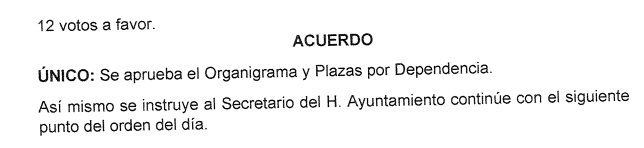 12 votos a favor.
ACUERDO
ÚNICO: Se aprueba el Organigrama y Plazas por Dependencia.
Así mismo se instruye al Secretario del H. Ayuntamiento continúe con el siguiente
punto del orden del día.